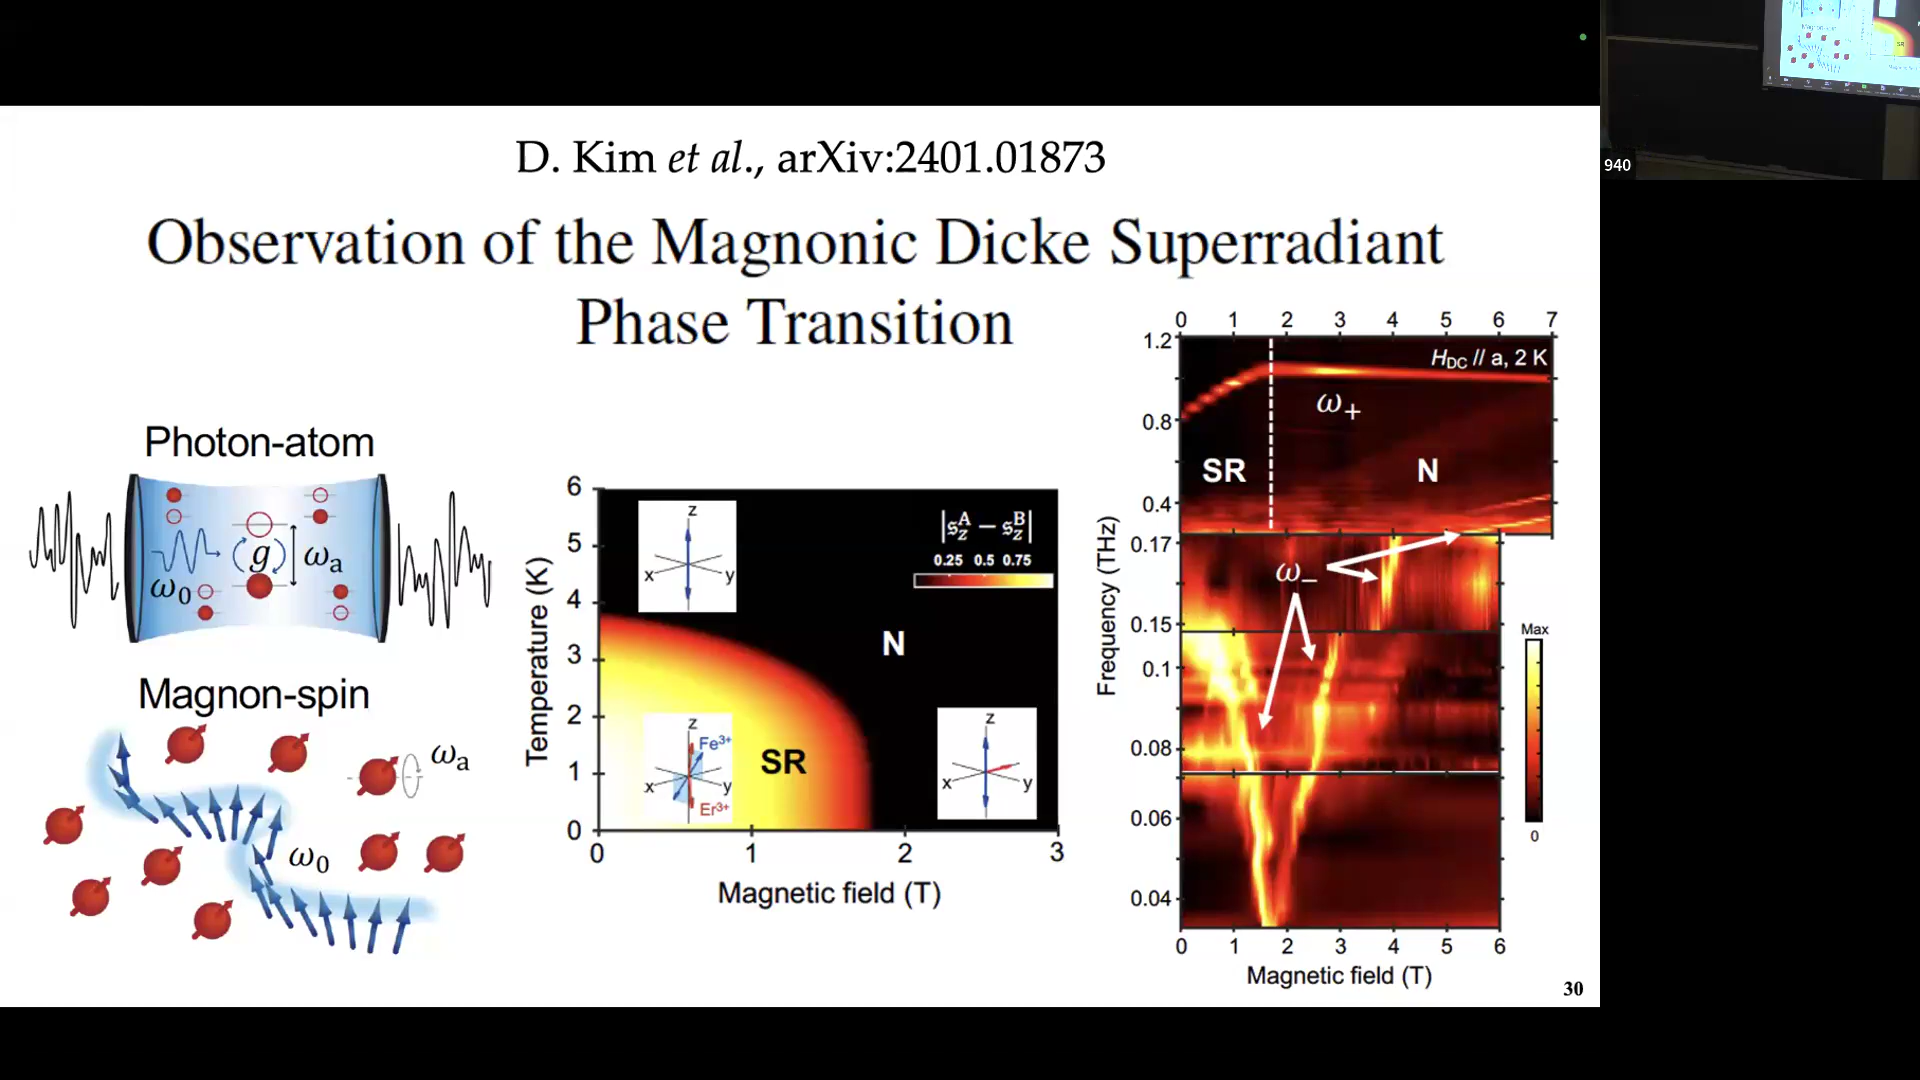 D. Kim et al., arXiv:2401.01873
Observation of the Magnonic Dicke Superradiant
Phase Transition
Photon-atom
g
ω₀
ωₐ
Magnon-spin
ωₐ
ω₀
Temperature (K)
6
5
4
3
2
1
0
0 1 2 3
Magnetic field (T)
z
x y
|𝔰ᴬ_z − 𝔰ᴮ_z|
0.25 0.5 0.75
N
SR
z
Fe³⁺
x y
Er³⁺
z
x y
0 1 2 3 4 5 6 7
H_DC // a, 2 K
ω₊
SR
N
ω₋
Frequency (THz)
1.2
0.8
0.4
0.17
0.15
0.1
0.08
0.06
0.04
0 1 2 3 4 5 6
Magnetic field (T)
Max
0
30
940